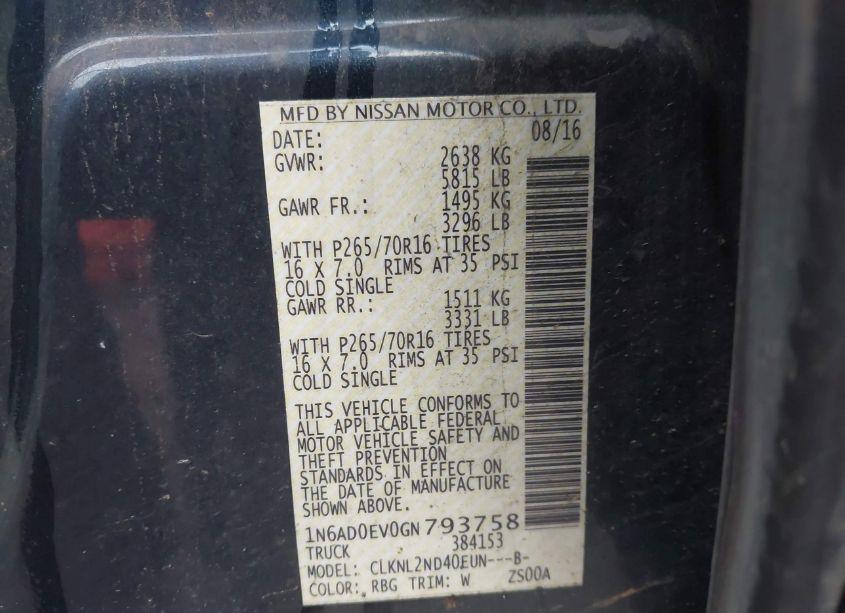 MFD BY NISSAN MOTOR CO., LTD.
DATE: 08/16
GVWR: 2638 KG
5815 LB
GAWR FR.: 1495 KG
3296 LB
WITH P265/70R16 TIRES
16 X 7.0 RIMS AT 35 PSI
COLD SINGLE
GAWR RR.: 1511 KG
3331 LB
WITH P265/70R16 TIRES
16 X 7.0 RIMS AT 35 PSI
COLD SINGLE
THIS VEHICLE CONFORMS TO
ALL APPLICABLE FEDERAL
MOTOR VEHICLE SAFETY AND
THEFT PREVENTION
STANDARDS IN EFFECT ON
THE DATE OF MANUFACTURE
SHOWN ABOVE.
1N6AD0EV0GN793758
TRUCK 384153
MODEL: CLKNL2ND40EUN---B-
COLOR: RBG TRIM: W ZS00A